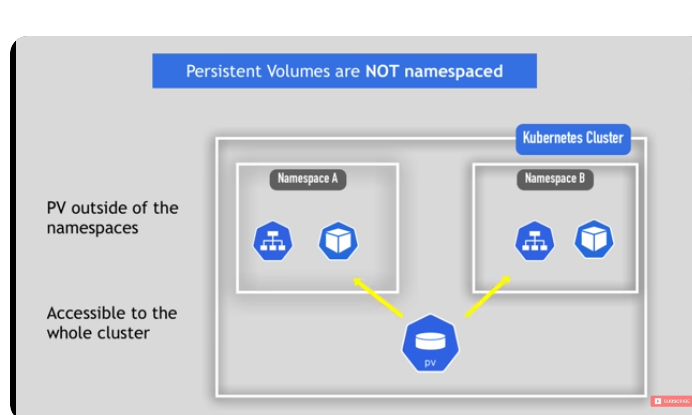 Persistent Volumes are NOT namespaced
Kubernetes Cluster
Namespace A
Namespace B
PV outside of the
namespaces
Accessible to the
whole cluster
pv
SUBSCRIBE